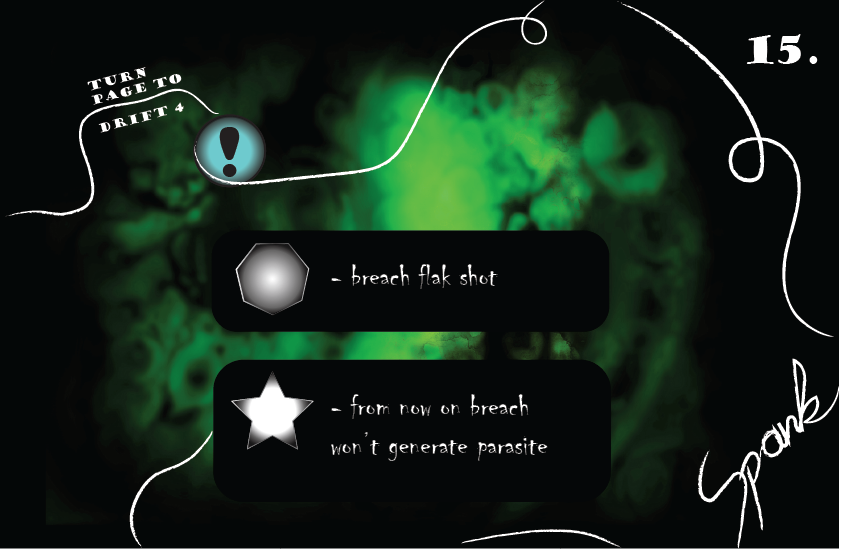 15.
TURN
PAGE TO
DRIFT 4
!
- breach flak shot
- from now on breach
won't generate parasite
Spank